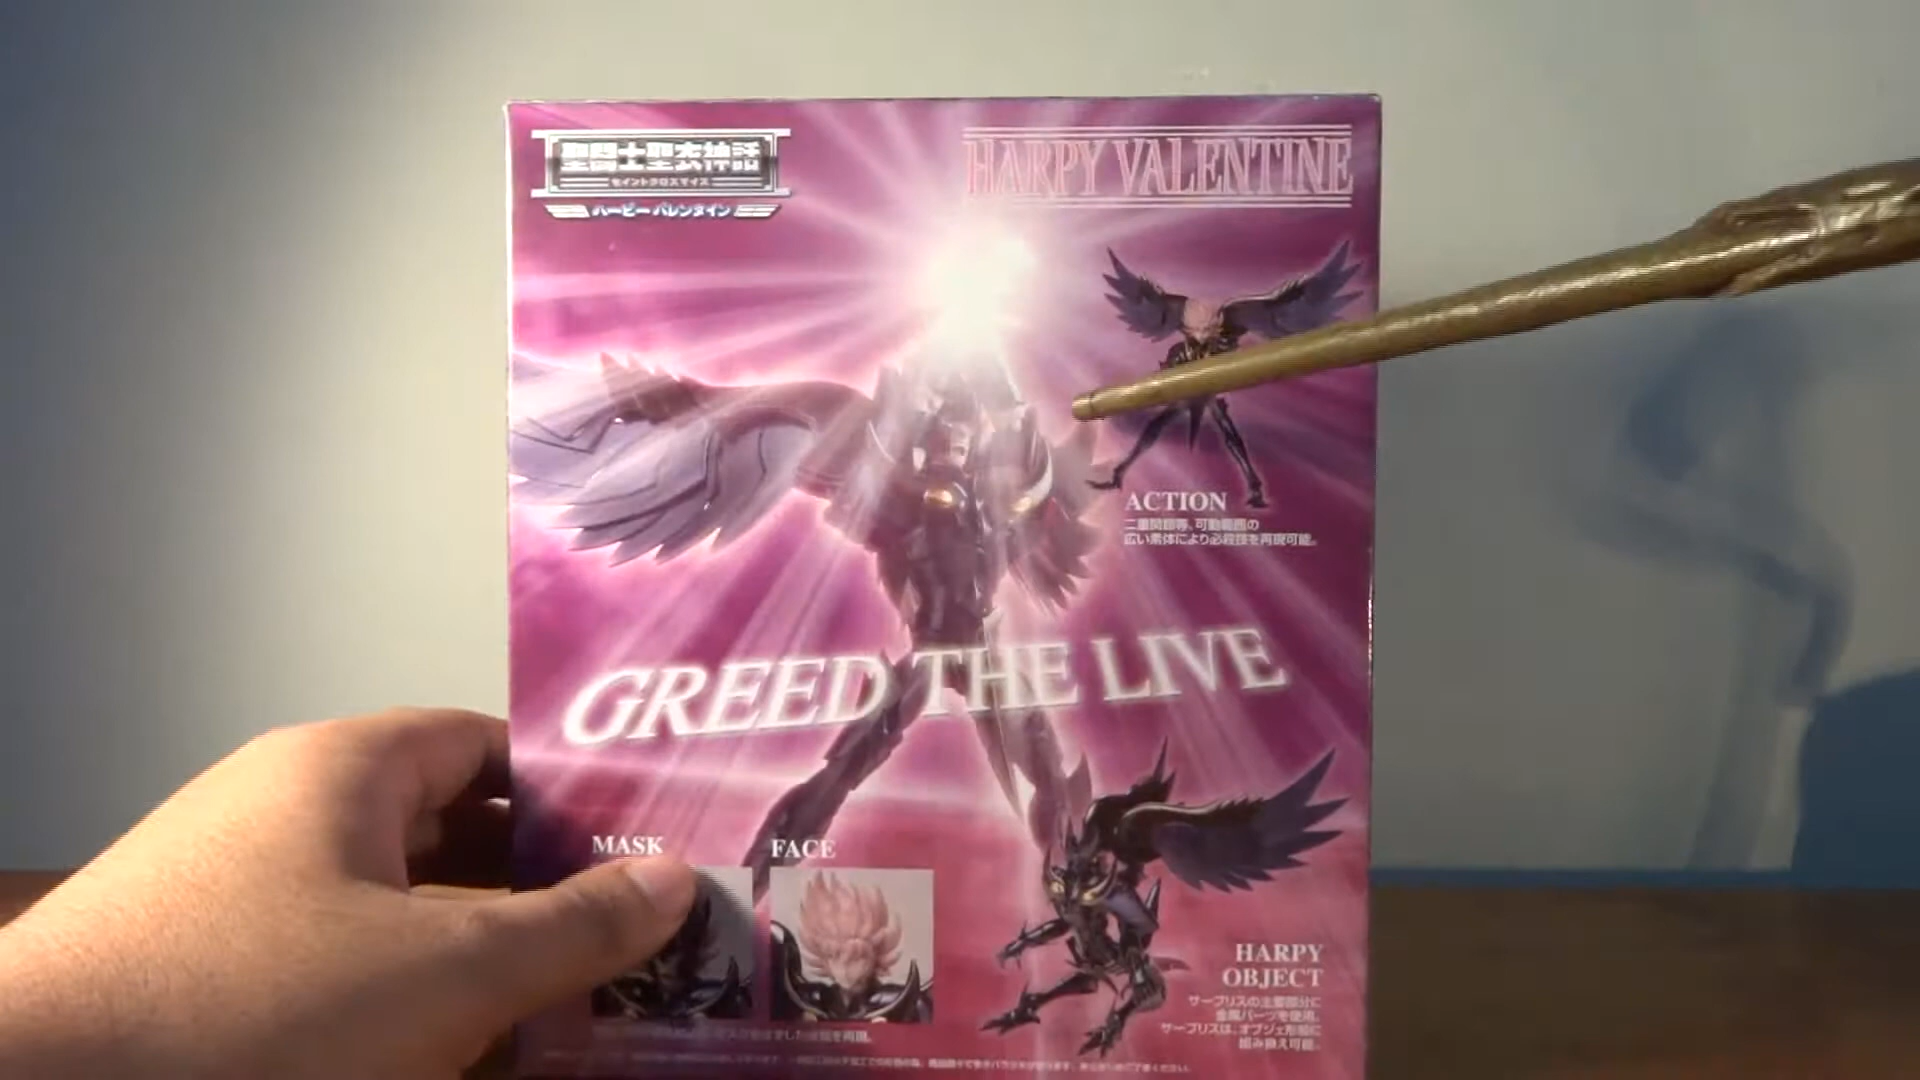 聖闘士聖衣神話
セイントクロスマイス
ハーピー バレンタイン
HARPY VALENTINE
ACTION
二重関節等、可動範囲の
広い素体により必殺技を再現可能。
GREED THE LIVE
MASK
FACE
HARPY
OBJECT
サープリスの主要部分に
金属パーツを使用。
サープリスは、オブジェ形態に
組み換え可能。